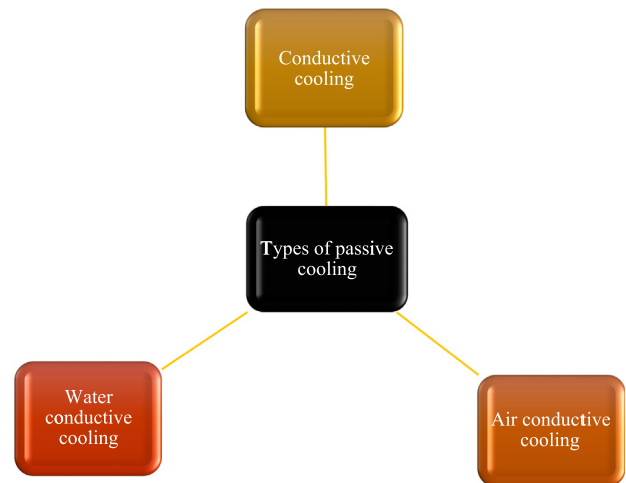 Conductive
cooling
Types of passive
cooling
Water
conductive
cooling
Air conductive
cooling